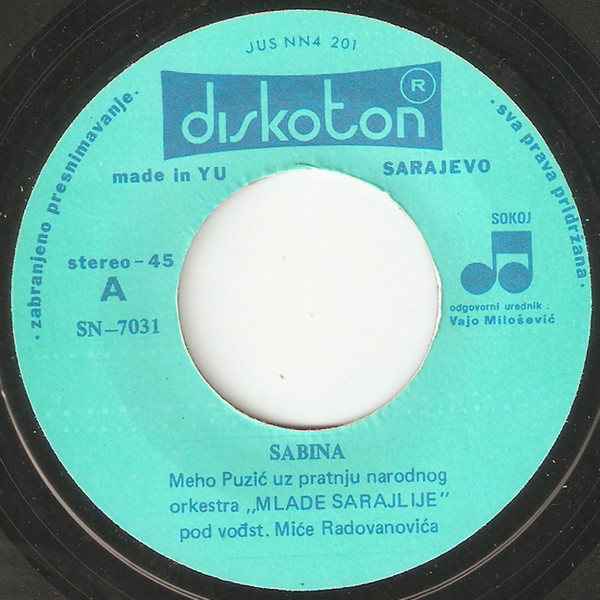 JUS NN4 201
diskoton ®
made in YU
SARAJEVO
· zabranjeno presnimavanje ·
· sva prava pridržana ·
stereo - 45
A
SN-7031
SOKOJ
odgovorni urednik :
Vajo Milošević
SABINA
Meho Puzić uz pratnju narodnog
orkestra „MLADE SARAJLIJE"
pod vođst. Miće Radovanovića